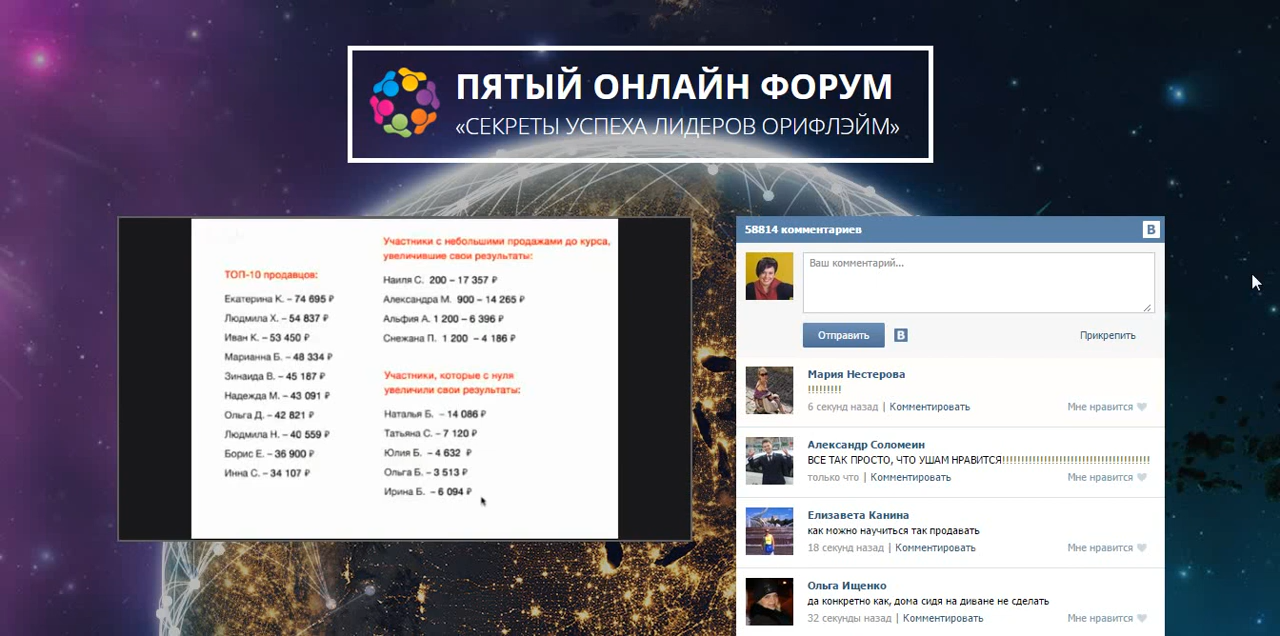 ПЯТЫЙ ОНЛАЙН ФОРУМ
«СЕКРЕТЫ УСПЕХА ЛИДЕРОВ ОРИФЛЭЙМ»
ТОП-10 продавцов:
Екатерина К. – 74 695 ₽
Людмила Х. – 54 837 ₽
Иван К. – 53 450 ₽
Марианна Б. – 48 334 ₽
Зинаида В. – 45 187 ₽
Надежда М. – 43 091 ₽
Ольга Д. – 42 821 ₽
Людмила Н. – 40 559 ₽
Борис Е. – 36 900 ₽
Инна С. – 34 107 ₽
Участники с небольшими продажами до курса,
увеличившие свои результаты:
Наиля С. 200 – 17 357 ₽
Александра М. 900 – 14 265 ₽
Альфия А. 1 200 – 6 396 ₽
Снежана П. 1 200 – 4 186 ₽
Участники, которые с нуля
увеличили свои результаты:
Наталья Б. – 14 086 ₽
Татьяна С. – 7 120 ₽
Юлия Б. – 4 632 ₽
Ольга Б. – 3 513 ₽
Ирина Б. – 6 094 ₽
58814 комментариев
В
Ваш комментарий...
Отправить
В
Прикрепить
Мария Нестерова
!!!!!!!!!
6 секунд назад | Комментировать
Мне нравится
Александр Соломеин
ВСЕ ТАК ПРОСТО, ЧТО УШАМ НРАВИТСЯ!!!!!!!!!!!!!!!!!!!!!!!!!!!!!!!!!!!!!
только что | Комментировать
Мне нравится
Елизавета Канина
как можно научиться так продавать
18 секунд назад | Комментировать
Мне нравится
Ольга Ищенко
да конкретно как, дома сидя на диване не сделать
32 секунды назад | Комментировать
Мне нравится